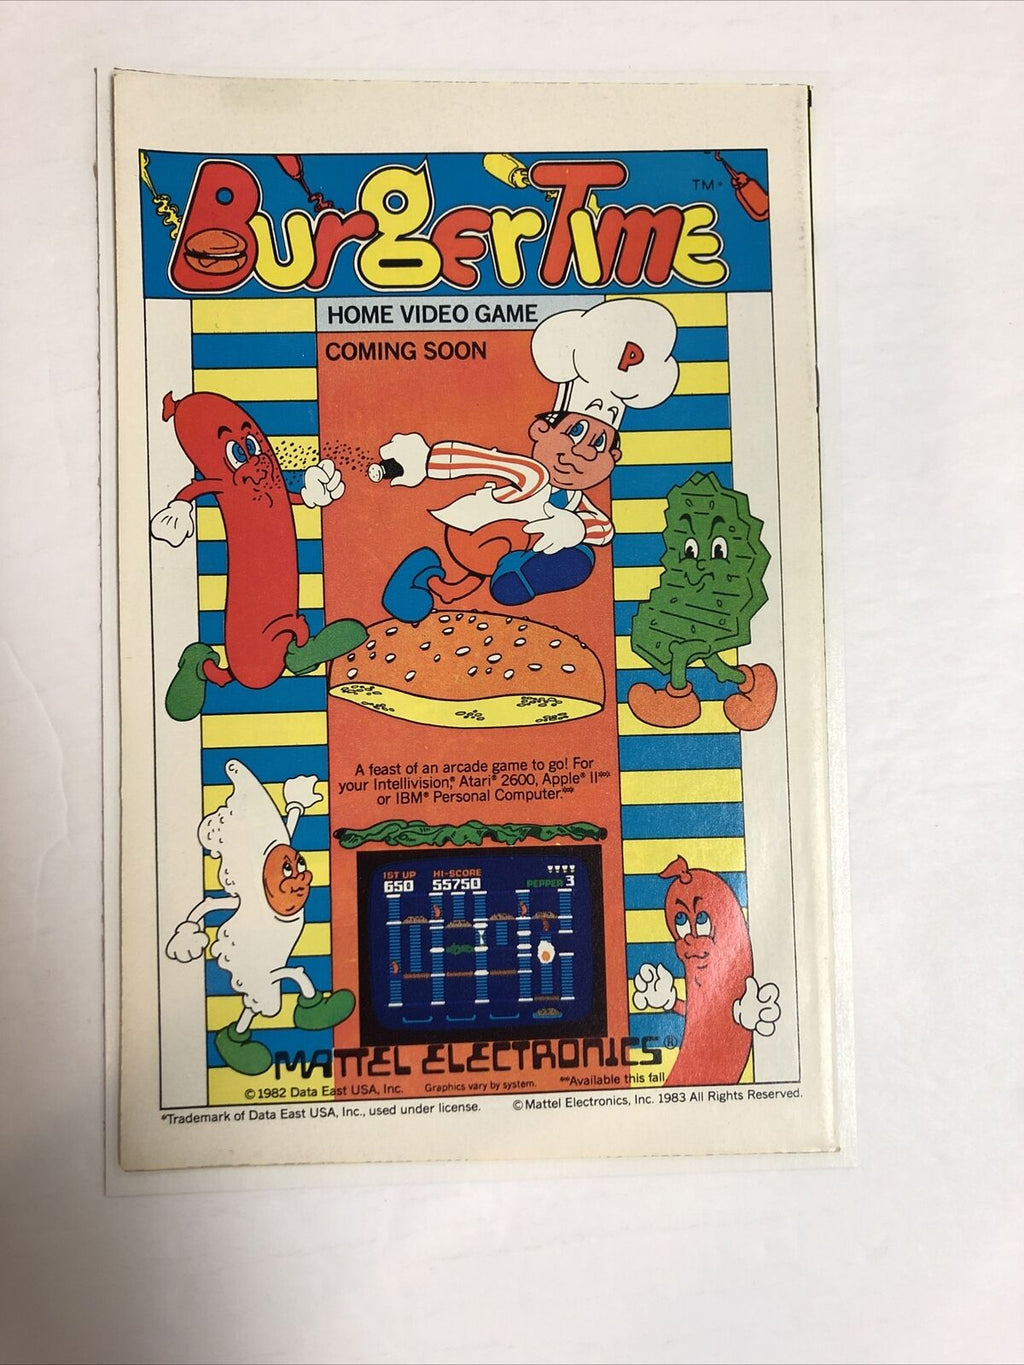 BurgerTime TM*
HOME VIDEO GAME
COMING SOON
P
A feast of an arcade game to go! For
your Intellivision,® Atari® 2600, Apple® II**
or IBM® Personal Computer.**
1ST UP HI-SCORE
650 55750 PEPPER 3
MATTEL ELECTRONICS®
© 1982 Data East USA, Inc. Graphics vary by system. **Available this fall
*Trademark of Data East USA, Inc., used under license. © Mattel Electronics, Inc. 1983 All Rights Reserved.